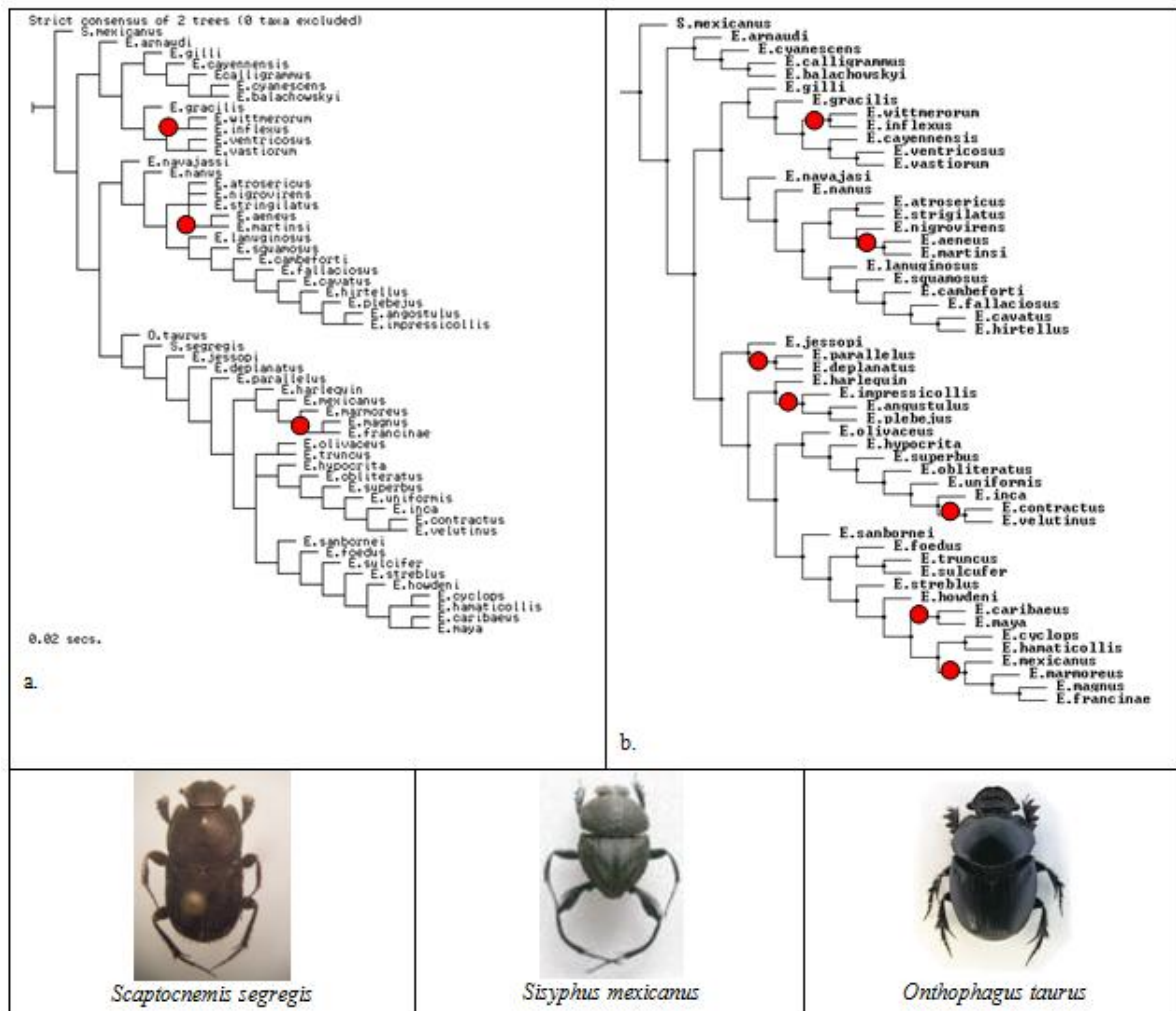 Strict consensus of 2 trees (0 taxa excluded)
S.mexicanus
E.arnaudi
E.gilli
E.cayennensis
Ecalligrammus
E.cyanescens
E.balachowskyi
E.gracilis
E.wittmerorum
E.inflexus
E.ventricosus
E.vastiorum
E.navajassi
E.nanus
E.atrosericus
E.nigrovirens
E.stringilatus
E.aeneus
E.martinsi
E.lanuginosus
E.squamosus
E.cambeforti
E.fallaciosus
E.cavatus
E.hirtellus
E.plebejus
E.angostulus
E.impressicollis
O.taurus
S.segregis
E.jessopi
E.deplanatus
E.parallelus
E.harlequin
E.mexicanus
E.marmoreus
E.magnus
E.francinae
E.olivaceus
E.truncus
E.hypocrita
E.obliteratus
E.superbus
E.uniformis
E.inca
E.contractus
E.velutinus
E.sanbornei
E.foedus
E.sulcifer
E.streblus
E.howdeni
E.cyclops
E.hamaticollis
E.caribaeus
E.maya
0.02 secs.
a.
S.mexicanus
E.arnaudi
E.cyanescens
E.calligrammus
E.balachowskyi
E.gilli
E.gracilis
E.wittmerorum
E.inflexus
E.cayennensis
E.ventricosus
E.vastiorum
E.navajasi
E.nanus
E.atrosericus
E.strigilatus
E.nigrovirens
E.aeneus
E.martinsi
E.lanuginosus
E.squamosus
E.cambeforti
E.fallaciosus
E.cavatus
E.hirtellus
E.jessopi
E.parallelus
E.deplanatus
E.harlequin
E.impressicollis
E.angustulus
E.plebejus
E.olivaceus
E.hypocrita
E.superbus
E.obliteratus
E.uniformis
E.inca
E.contractus
E.velutinus
E.sanbornei
E.foedus
E.truncus
E.sulcufer
E.streblus
E.howdeni
E.caribaeus
E.maya
E.cyclops
E.hamaticollis
E.mexicanus
E.marmoreus
E.magnus
E.francinae
b.
Scaptocnemis segregis
Sisyphus mexicanus
Onthophagus taurus